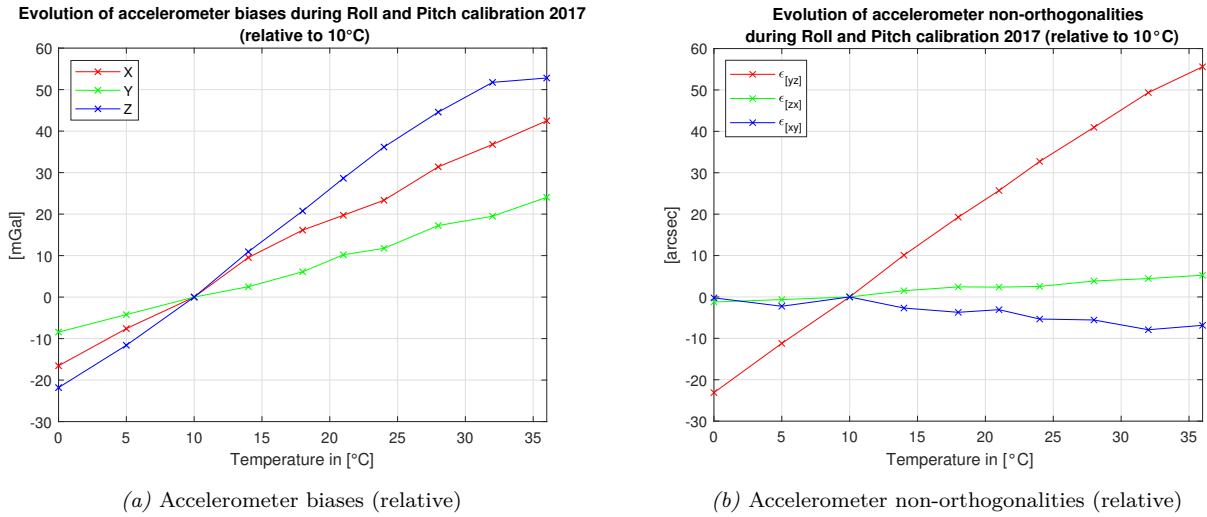 Evolution of accelerometer biases during Roll and Pitch calibration 2017
(relative to 10°C)
60
50
40
30
20
10
0
-10
-20
-30
[mGal]
X
Y
Z
0
5
10
15
20
25
30
35
Temperature in [°C]
(a) Accelerometer biases (relative)
Evolution of accelerometer non-orthogonalities
during Roll and Pitch calibration 2017 (relative to 10°C)
60
50
40
30
20
10
0
-10
-20
-30
[arcsec]
ϵ[yz]
ϵ[zx]
ϵ[xy]
0
5
10
15
20
25
30
35
Temperature in [°C]
(b) Accelerometer non-orthogonalities (relative)